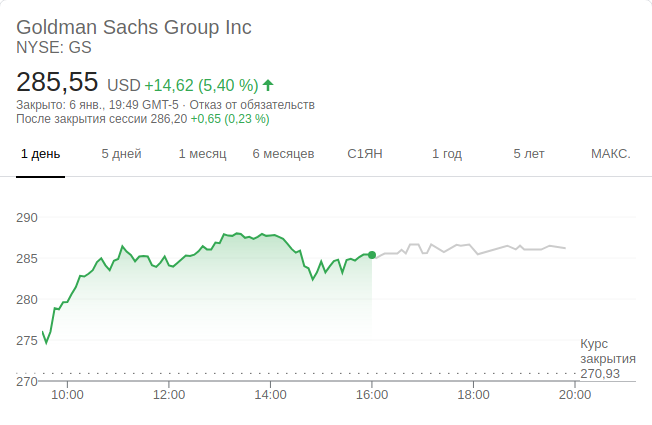 Goldman Sachs Group Inc
NYSE: GS
285,55 USD +14,62 (5,40 %)
Закрыто: 6 янв., 19:49 GMT-5 · Отказ от обязательств
После закрытия сессии 286,20 +0,65 (0,23 %)
1 день 5 дней 1 месяц 6 месяцев С1ЯН 1 год 5 лет МАКС.
290
285
280
275
Курс
закрытия
270,93
270
10:00 12:00 14:00 16:00 18:00 20:00